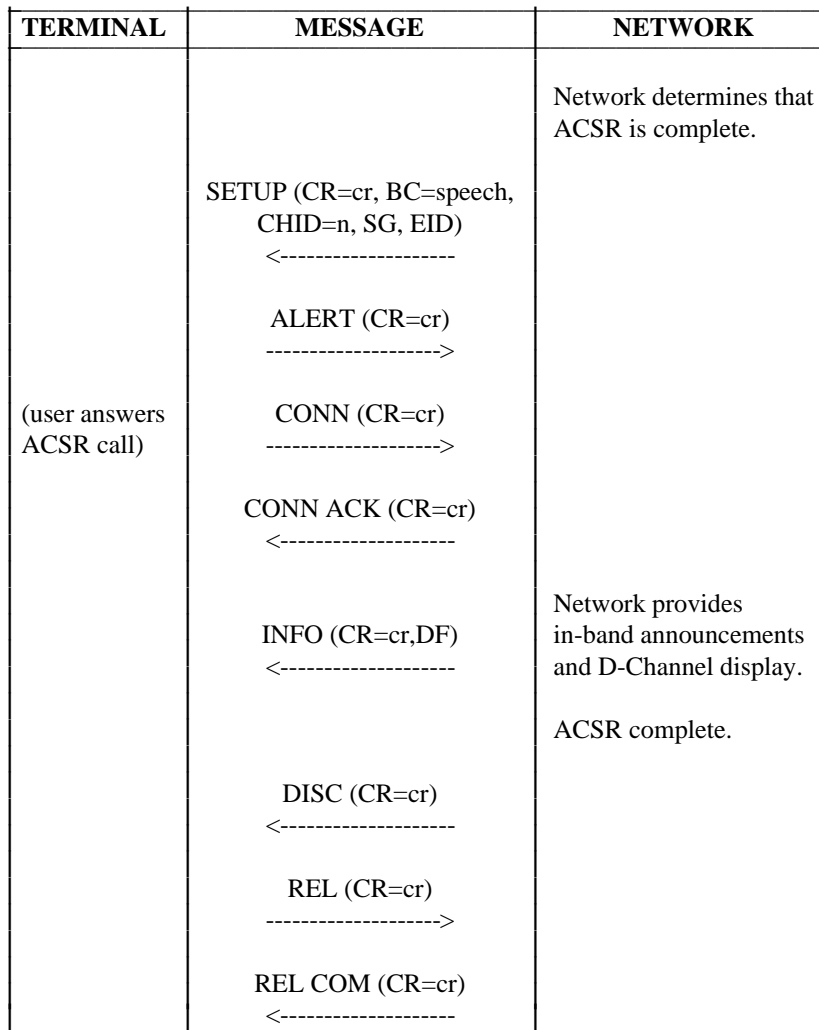 TERMINAL MESSAGE NETWORK
Network determines that
ACSR is complete.
SETUP (CR=cr, BC=speech,
CHID=n, SG, EID)
<--------------------
ALERT (CR=cr)
-------------------->
(user answers CONN (CR=cr)
ACSR call) -------------------->
CONN ACK (CR=cr)
<--------------------
Network provides
INFO (CR=cr,DF) in-band announcements
<-------------------- and D-Channel display.
ACSR complete.
DISC (CR=cr)
<--------------------
REL (CR=cr)
-------------------->
REL COM (CR=cr)
<--------------------